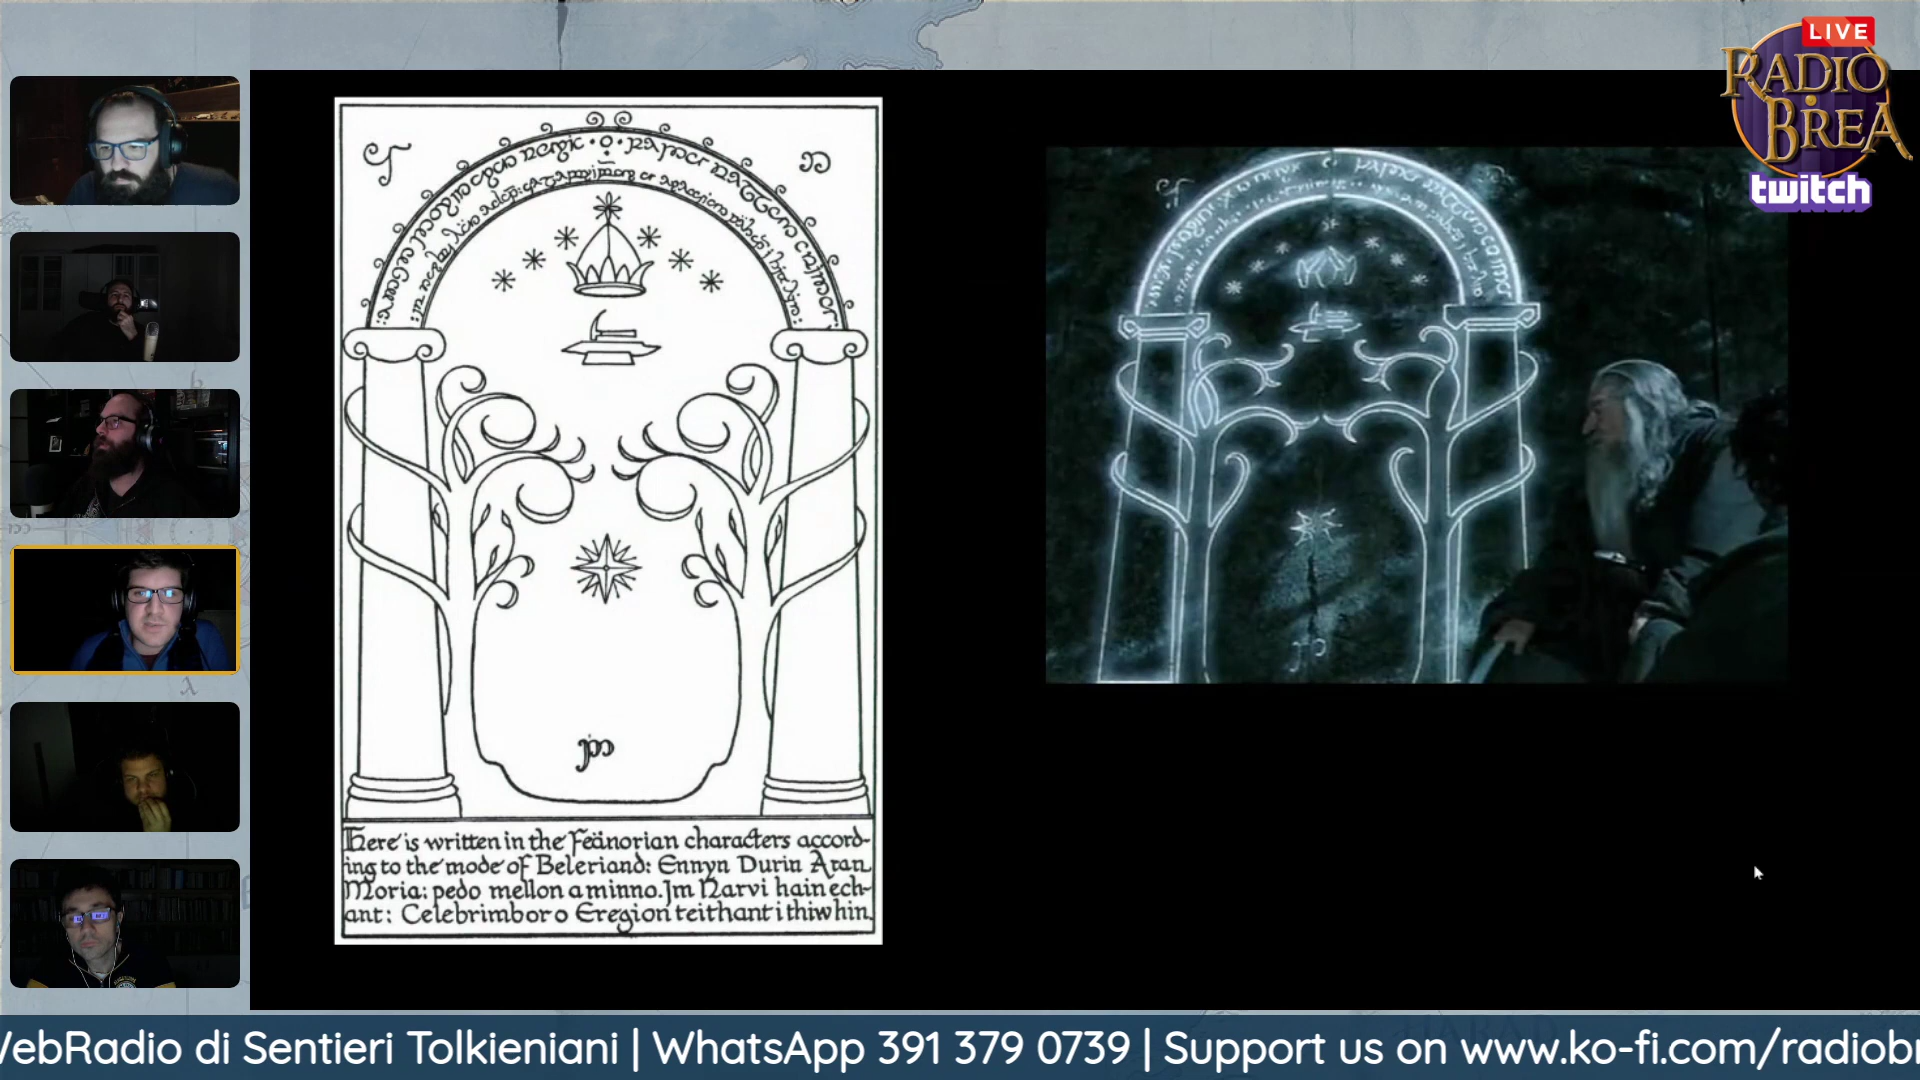 LIVE
RADIO
BREA
twitch
Here is written in the Fëanorian characters accord-
ing to the mode of Beleriand: Ennyn Durin Aran
Moria: pedo mellon a minno. Im Narvi hain ech-
ant: Celebrimbor o Eregion teithant i thiw hin.
WebRadio di Sentieri Tolkieniani | WhatsApp 391 379 0739 | Support us on www.ko-fi.com/radiobr